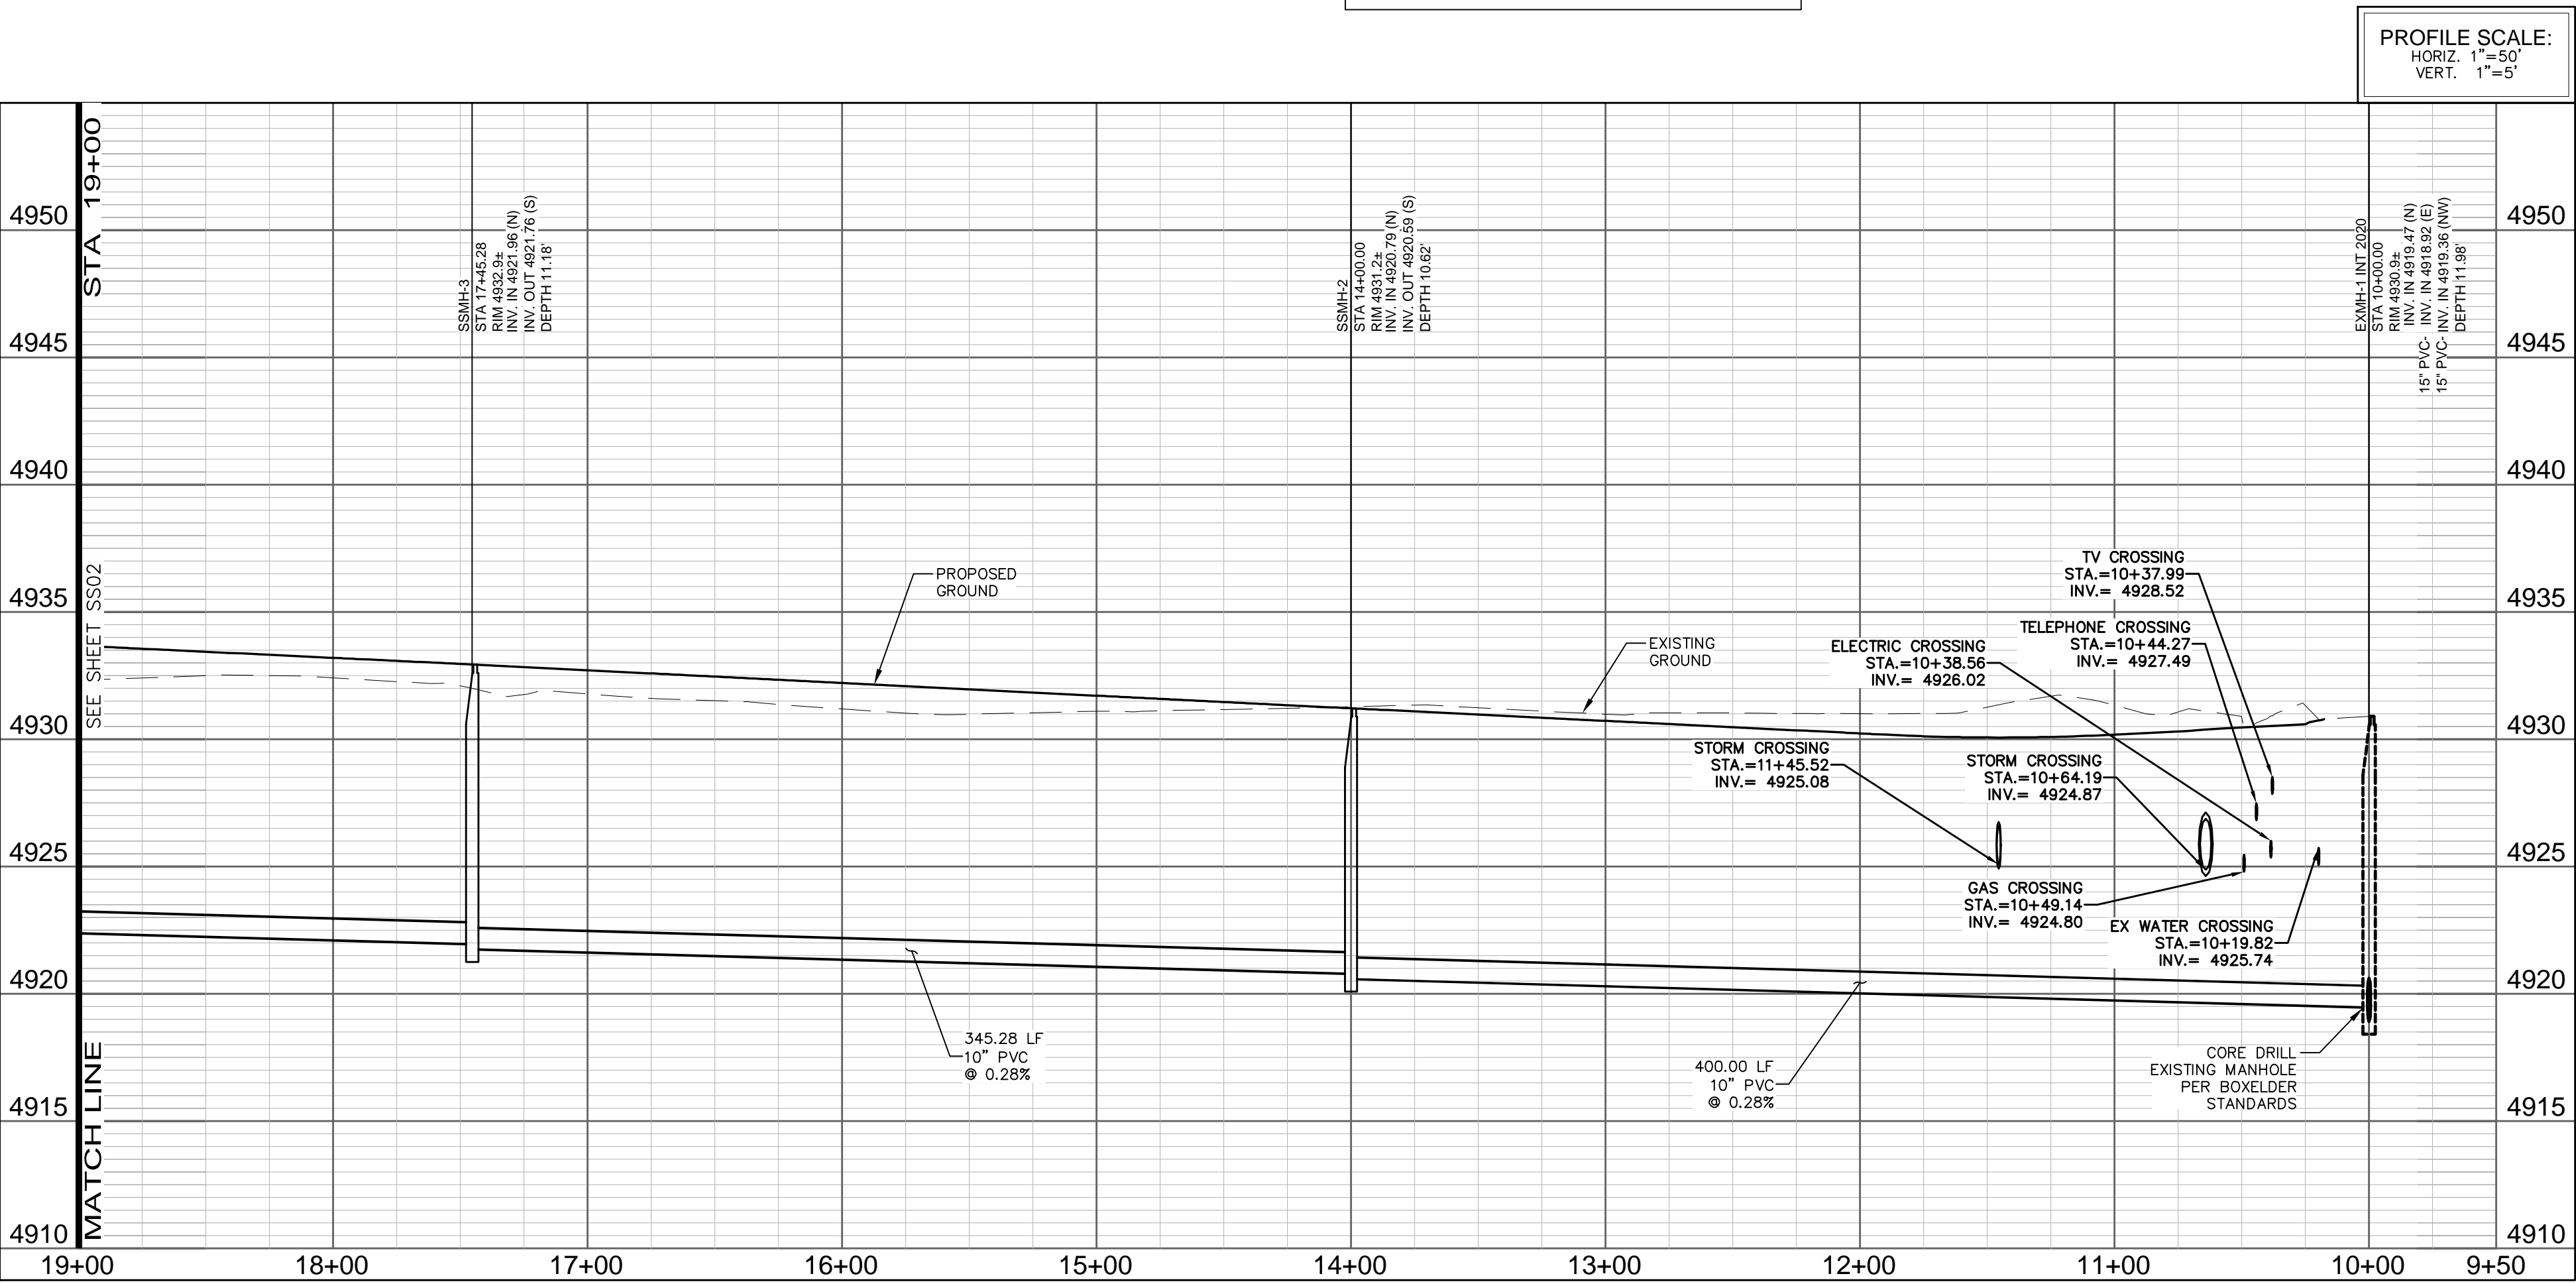 PROFILE SCALE:
HORIZ. 1"=50'
VERT. 1"=5'
STA 19+00
SEE SHEET SS02
MATCH LINE
4950
4945
4940
4935
4930
4925
4920
4915
4910
SSMH-3
STA 17+45.28
RIM 4932.9±
INV. IN 4921.96 (N)
INV. OUT 4921.76 (S)
DEPTH 11.18'
SSMH-2
STA 14+00.00
RIM 4931.2±
INV. IN 4920.79 (N)
INV. OUT 4920.59 (S)
DEPTH 10.62'
EXMH-1 INT 2020
STA 10+00.00
RIM 4930.9±
INV. IN 4919.47 (N)
15" PVC- INV. IN 4918.92 (E)
15" PVC- INV. IN 4919.36 (NW)
DEPTH 11.98'
PROPOSED
GROUND
EXISTING
GROUND
TV CROSSING
STA.=10+37.99
INV.= 4928.52
TELEPHONE CROSSING
STA.=10+44.27
INV.= 4927.49
ELECTRIC CROSSING
STA.=10+38.56
INV.= 4926.02
STORM CROSSING
STA.=11+45.52
INV.= 4925.08
STORM CROSSING
STA.=10+64.19
INV.= 4924.87
GAS CROSSING
STA.=10+49.14
INV.= 4924.80
EX WATER CROSSING
STA.=10+19.82
INV.= 4925.74
345.28 LF
10" PVC
@ 0.28%
400.00 LF
10" PVC
@ 0.28%
CORE DRILL
EXISTING MANHOLE
PER BOXELDER
STANDARDS
4950
4945
4940
4935
4930
4925
4920
4915
4910
19+00 18+00 17+00 16+00 15+00 14+00 13+00 12+00 11+00 10+00 9+50